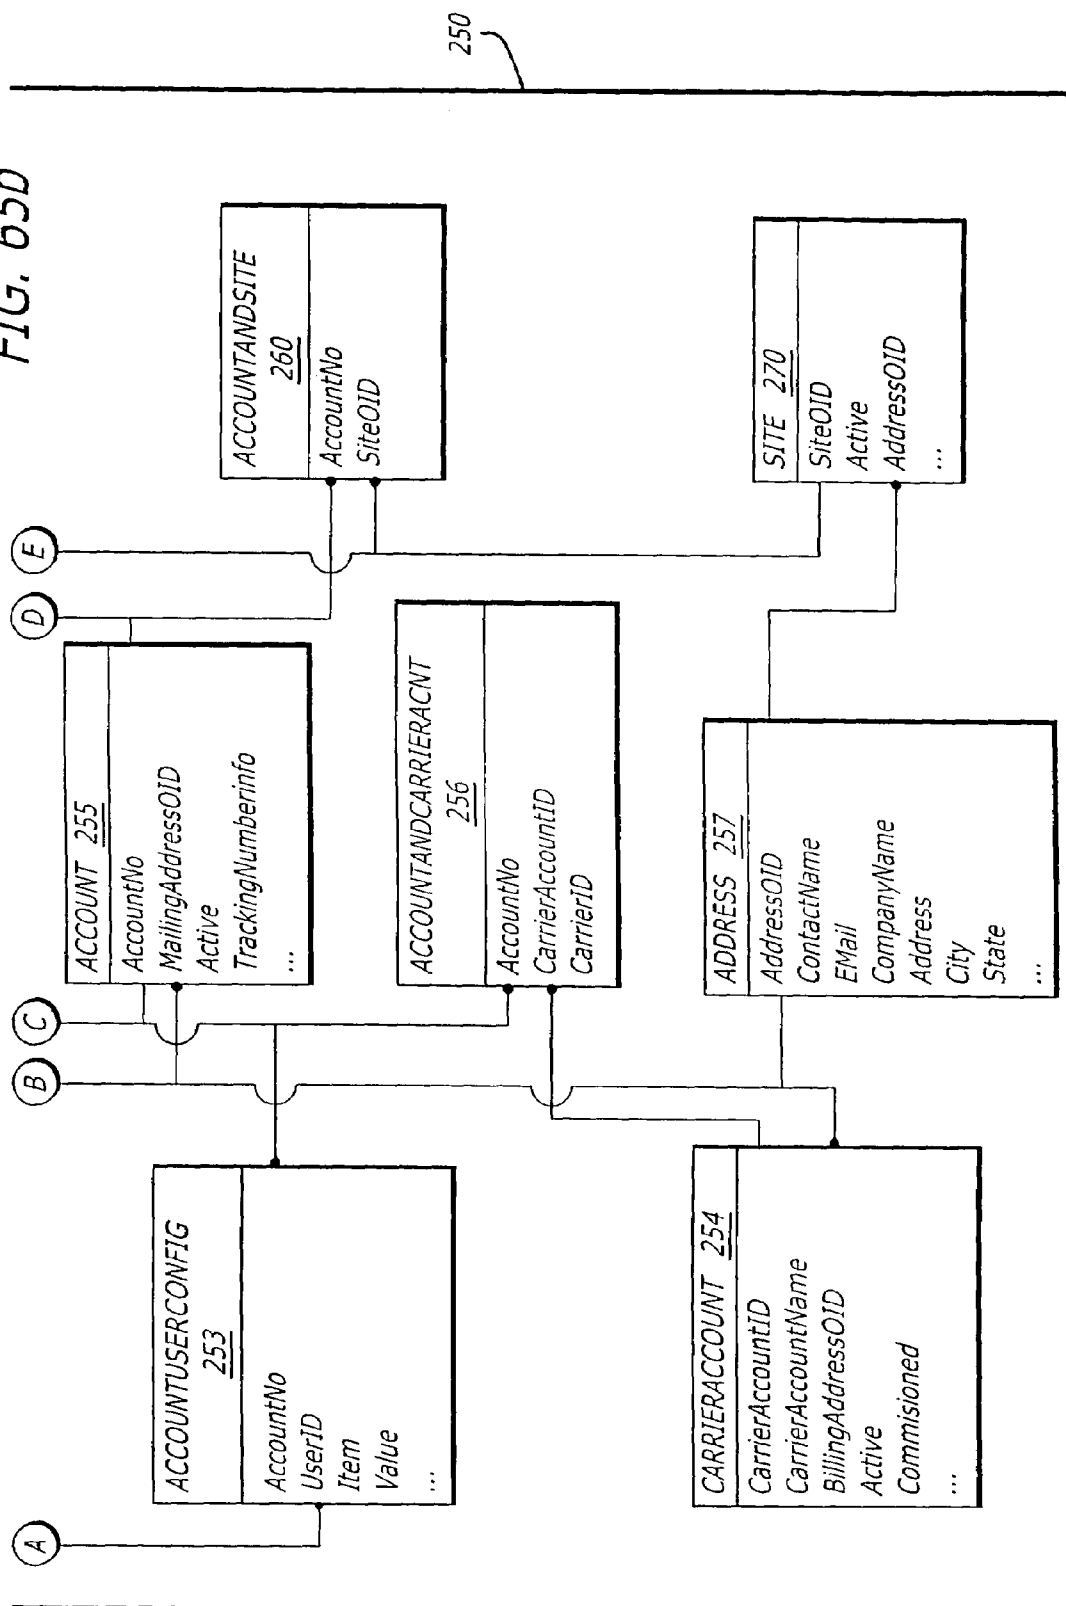 FIG. 65D
250
A
B
C
D
E
ACCOUNTUSERCONFIG
253
AccountNo
UserID
Item
Value
...
ACCOUNT 255
AccountNo
MailingAddressOID
Active
TrackingNumberinfo
...
ACCOUNTANDSITE
260
AccountNo
SiteOID
ACCOUNTANDCARRIERACNT
256
AccountNo
CarrierAccountID
CarrierID
CARRIERACCOUNT 254
CarrierAccountID
CarrierAccountName
BillingAddressOID
Active
Commisioned
...
ADDRESS 257
AddressOID
ContactName
EMail
CompanyName
Address
City
State
...
SITE 270
SiteOID
Active
AddressOID
...